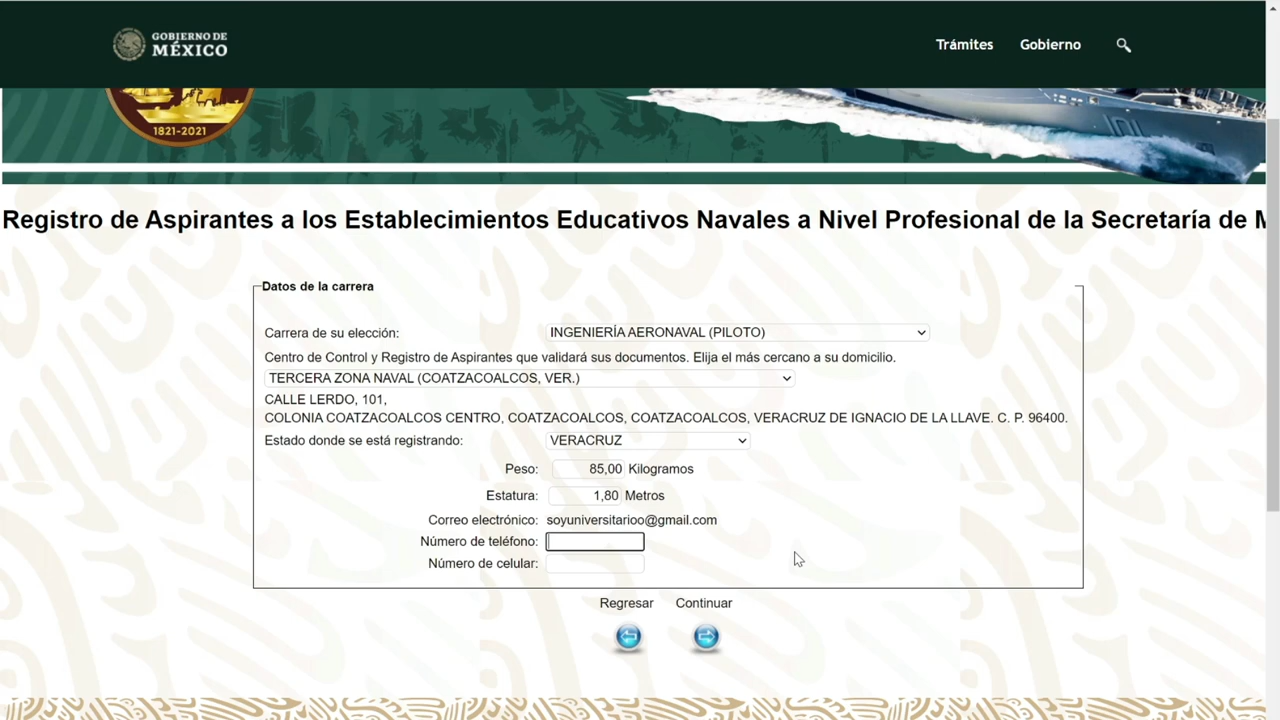 GOBIERNO DE
MÉXICO
Trámites
Gobierno
1821-2021
101
Registro de Aspirantes a los Establecimientos Educativos Navales a Nivel Profesional de la Secretaría de
Datos de la carrera
Carrera de su elección:
INGENIERÍA AERONAVAL (PILOTO)
Centro de Control y Registro de Aspirantes que validará sus documentos. Elija el más cercano a su domicilio.
TERCERA ZONA NAVAL (COATZACOALCOS, VER.)
CALLE LERDO, 101,
COLONIA COATZACOALCOS CENTRO, COATZACOALCOS, COATZACOALCOS, VERACRUZ DE IGNACIO DE LA LLAVE. C. P. 96400.
Estado donde se está registrando:
VERACRUZ
Peso: 85,00 Kilogramos
Estatura: 1,80 Metros
Correo electrónico: soyuniversitarioo@gmail.com
Número de teléfono:
Número de celular:
Regresar
Continuar